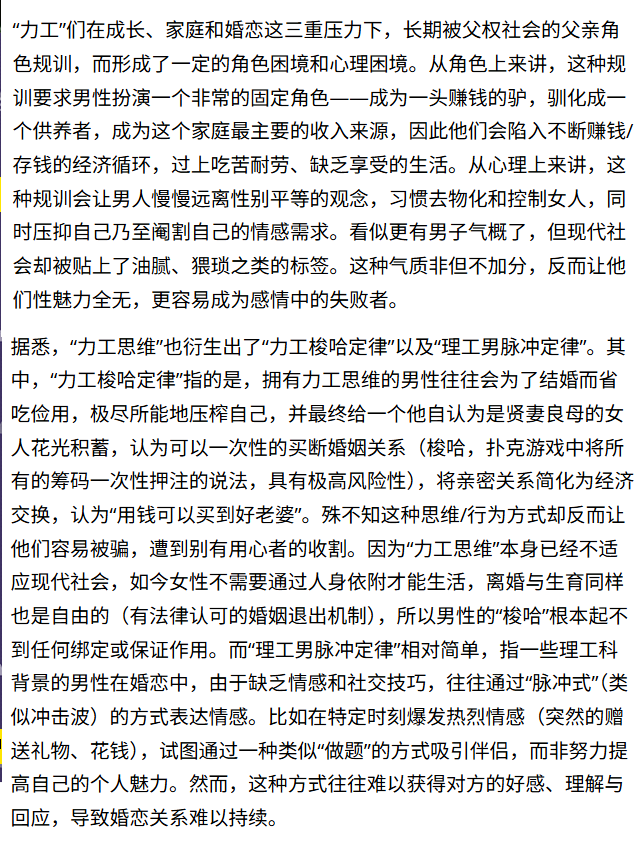 “力工”们在成长、家庭和婚恋这三重压力下，长期被父权社会的父亲角
色规训，而形成了一定的角色困境和心理困境。从角色上来讲，这种规
训要求男性扮演一个非常的固定角色——成为一头赚钱的驴，驯化成一
个供养者，成为这个家庭最主要的收入来源，因此他们会陷入不断赚钱/
存钱的经济循环，过上吃苦耐劳、缺乏享受的生活。从心理上来讲，这
种规训会让男人慢慢远离性别平等的观念，习惯去物化和控制女人，同
时压抑自己乃至阉割自己的情感需求。看似更有男子气概了，但现代社
会却被贴上了油腻、猥琐之类的标签。这种气质非但不加分，反而让他
们性魅力全无，更容易成为感情中的失败者。
据悉，“力工思维”也衍生出了“力工梭哈定律”以及“理工男脉冲定律”。其
中，“力工梭哈定律”指的是，拥有力工思维的男性往往会为了结婚而省
吃俭用，极尽所能地压榨自己，并最终给一个他自认为是贤妻良母的女
人花光积蓄，认为可以一次性的买断婚姻关系（梭哈，扑克游戏中将所
有的筹码一次性押注的说法，具有极高风险性），将亲密关系简化为经济
交换，认为“用钱可以买到好老婆”。殊不知这种思维/行为方式却反而让
他们容易被骗，遭到别有用心者的收割。因为“力工思维”本身已经不适
应现代社会，如今女性不需要通过人身依附才能生活，离婚与生育同样
也是自由的（有法律认可的婚姻退出机制），所以男性的“梭哈”根本起不
到任何绑定或保证作用。而“理工男脉冲定律”相对简单，指一些理工科
背景的男性在婚恋中，由于缺乏情感和社交技巧，往往通过“脉冲式”（类
似冲击波）的方式表达情感。比如在特定时刻爆发热烈情感（突然的赠
送礼物、花钱），试图通过一种类似“做题”的方式吸引伴侣，而非努力提
高自己的个人魅力。然而，这种方式往往难以获得对方的好感、理解与
回应，导致婚恋关系难以持续。